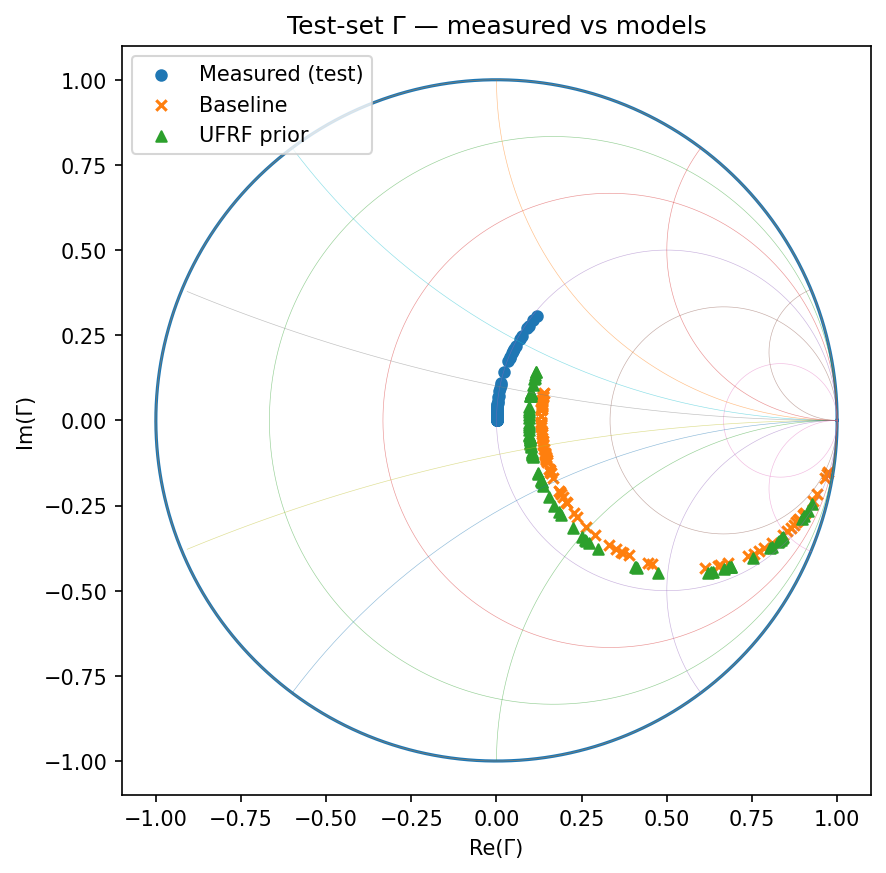 Test-set Γ — measured vs models
Measured (test)
Baseline
UFRF prior
1.00
0.75
0.50
0.25
0.00
−0.25
−0.50
−0.75
−1.00
Im(Γ)
−1.00 −0.75 −0.50 −0.25 0.00 0.25 0.50 0.75 1.00
Re(Γ)